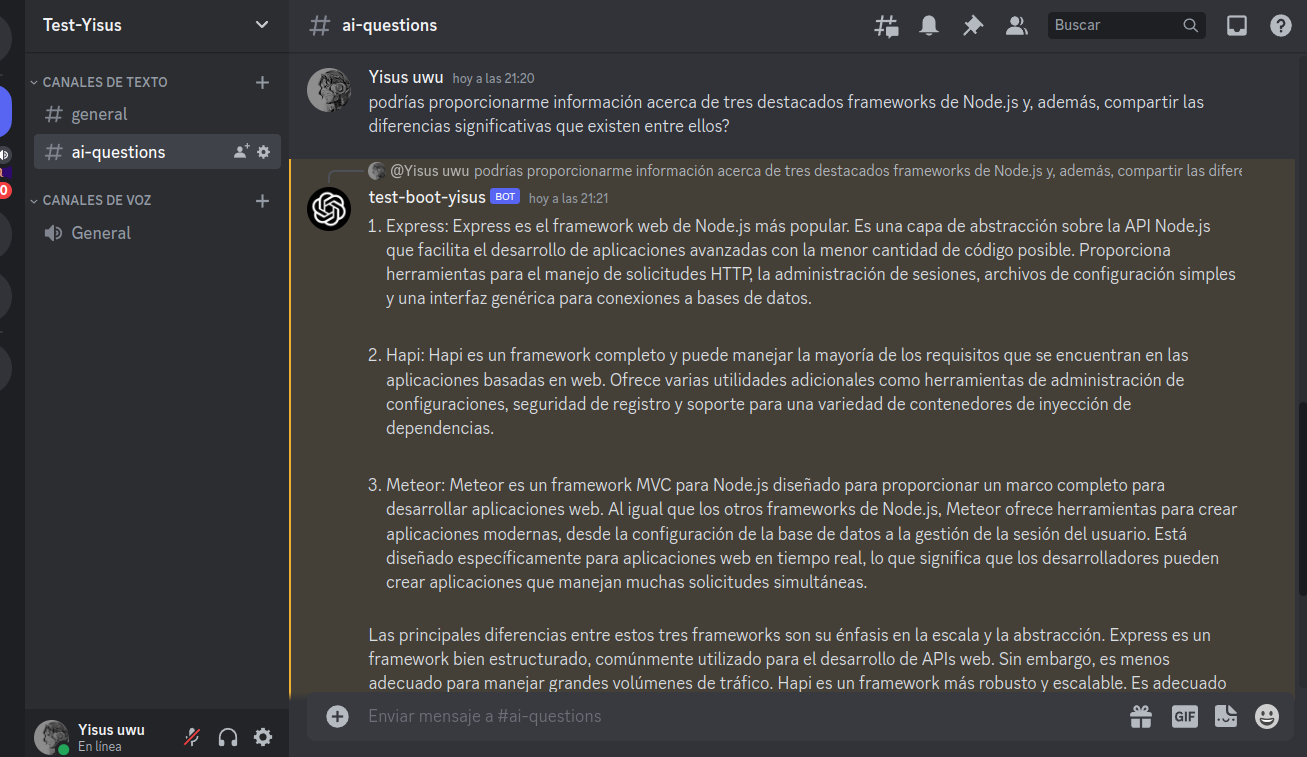 Test-Yisus
CANALES DE TEXTO
general
ai-questions
CANALES DE VOZ
General
Yisus uwu
En línea
# ai-questions
Buscar
Yisus uwu hoy a las 21:20
podrías proporcionarme información acerca de tres destacados frameworks de Node.js y, además, compartir las
diferencias significativas que existen entre ellos?
@Yisus uwu podrías proporcionarme información acerca de tres destacados frameworks de Node.js y, además, compartir las difere
test-boot-yisus BOT hoy a las 21:21
1. Express: Express es el framework web de Node.js más popular. Es una capa de abstracción sobre la API Node.js
que facilita el desarrollo de aplicaciones avanzadas con la menor cantidad de código posible. Proporciona
herramientas para el manejo de solicitudes HTTP, la administración de sesiones, archivos de configuración simples
y una interfaz genérica para conexiones a bases de datos.
2. Hapi: Hapi es un framework completo y puede manejar la mayoría de los requisitos que se encuentran en las
aplicaciones basadas en web. Ofrece varias utilidades adicionales como herramientas de administración de
configuraciones, seguridad de registro y soporte para una variedad de contenedores de inyección de
dependencias.
3. Meteor: Meteor es un framework MVC para Node.js diseñado para proporcionar un marco completo para
desarrollar aplicaciones web. Al igual que los otros frameworks de Node.js, Meteor ofrece herramientas para crear
aplicaciones modernas, desde la configuración de la base de datos a la gestión de la sesión del usuario. Está
diseñado específicamente para aplicaciones web en tiempo real, lo que significa que los desarrolladores pueden
crear aplicaciones que manejan muchas solicitudes simultáneas.
Las principales diferencias entre estos tres frameworks son su énfasis en la escala y la abstracción. Express es un
framework bien estructurado, comúnmente utilizado para el desarrollo de APIs web. Sin embargo, es menos
adecuado para manejar grandes volúmenes de tráfico. Hapi es un framework más robusto y escalable. Es adecuado
Enviar mensaje a #ai-questions
GIF